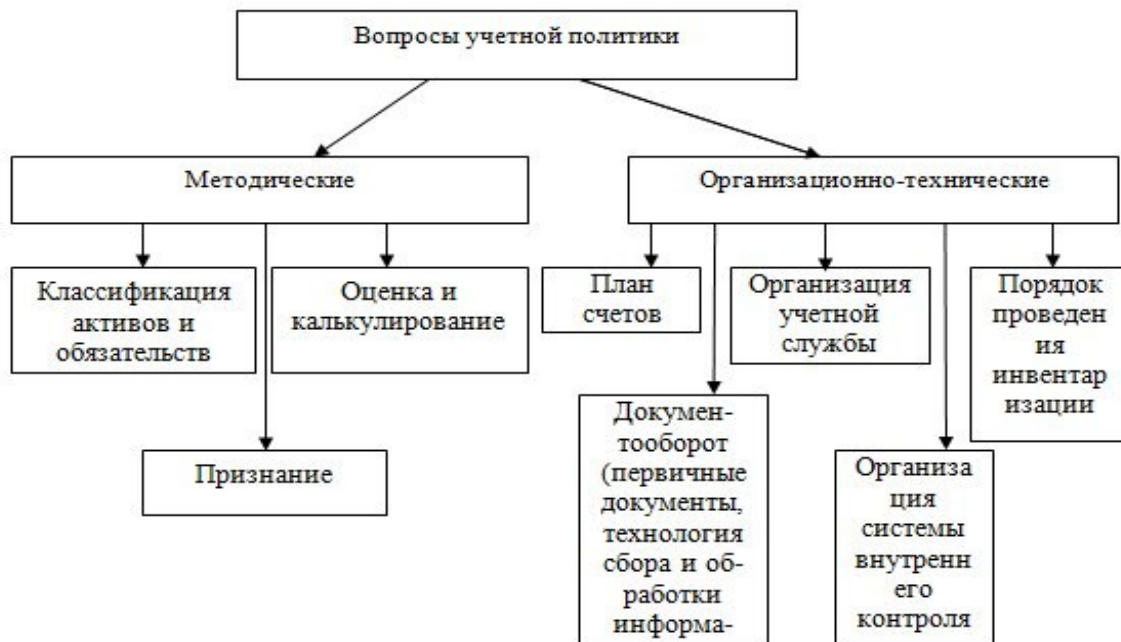 Вопросы учетной политики
Методические
Организационно-технические
Классификация
активов и
обязательств
Оценка и
калькулирование
Признание
План
счетов
Организация
учетной
службы
Порядок
проведен
ия
инвентар
изации
Докумен-
тооборот
(первичные
документы,
технология
сбора и об-
работки
информа-
Организа
ция
системы
внутренн
его
контроля